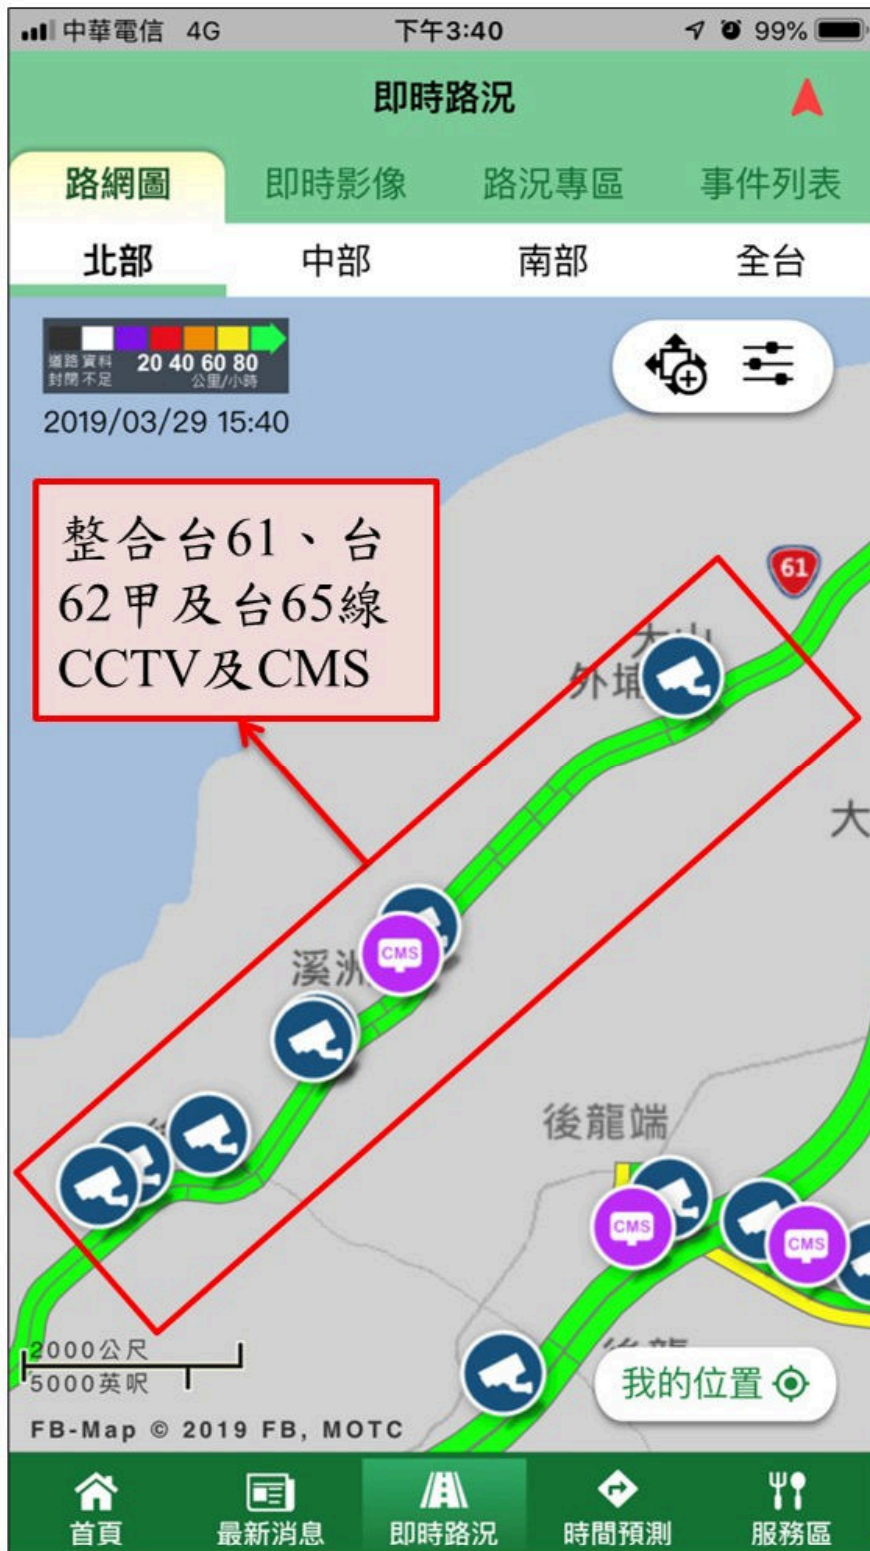 中華電信 4G 下午3:40 99%
即時路況
路網圖 即時影像 路況專區 事件列表
北部 中部 南部 全台
道路 資料 20 40 60 80
封閉 不足 公里/小時
2019/03/29 15:40
整合台61、台
62甲及台65線
CCTV及CMS
61
大山
外埔
大
CMS
溪洲
後龍端
CMS
CMS
後龍
2000公尺
5000英呎
我的位置
FB-Map © 2019 FB, MOTC
首頁 最新消息 即時路況 時間預測 服務區